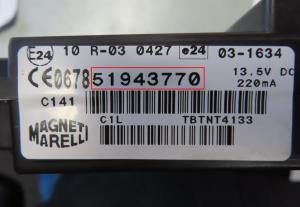 E24 10 R-03 0427 e24 03-1634
CE0678 51943770 13.5V DC
220mA
C141
MAGNETI MARELLI C1L TBTNT4133